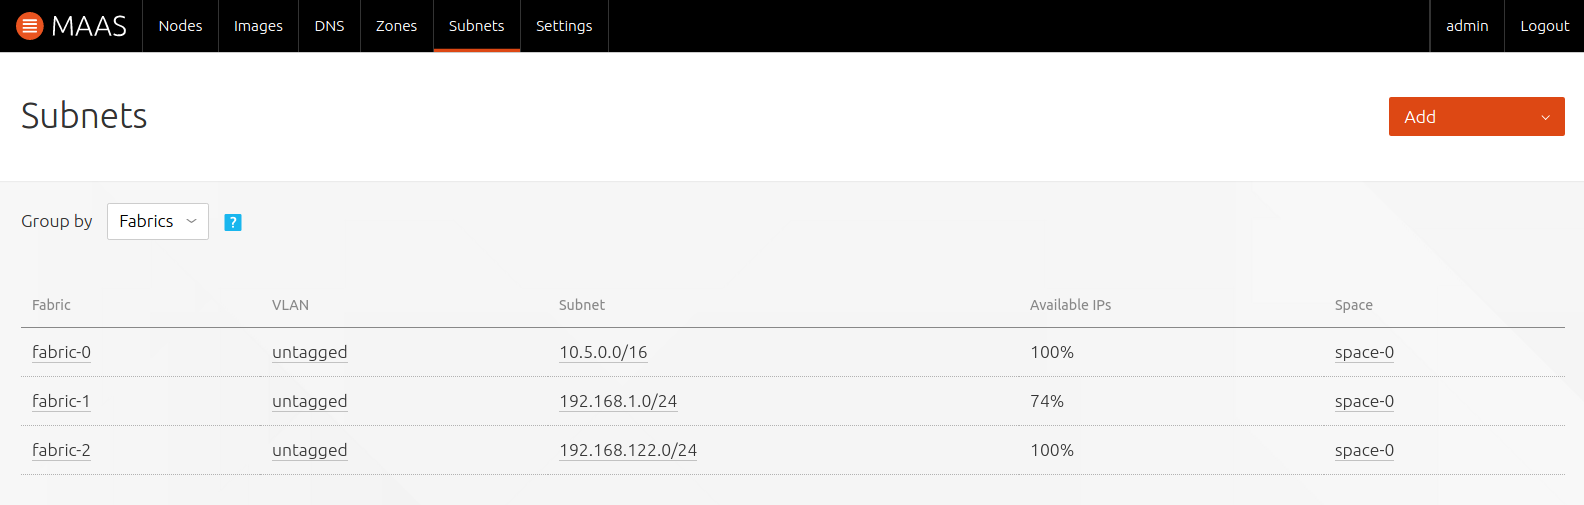 MAAS Nodes Images DNS Zones Subnets Settings admin Logout
Subnets Add
Group by Fabrics ?
Fabric VLAN Subnet Available IPs Space
fabric-0 untagged 10.5.0.0/16 100% space-0
fabric-1 untagged 192.168.1.0/24 74% space-0
fabric-2 untagged 192.168.122.0/24 100% space-0